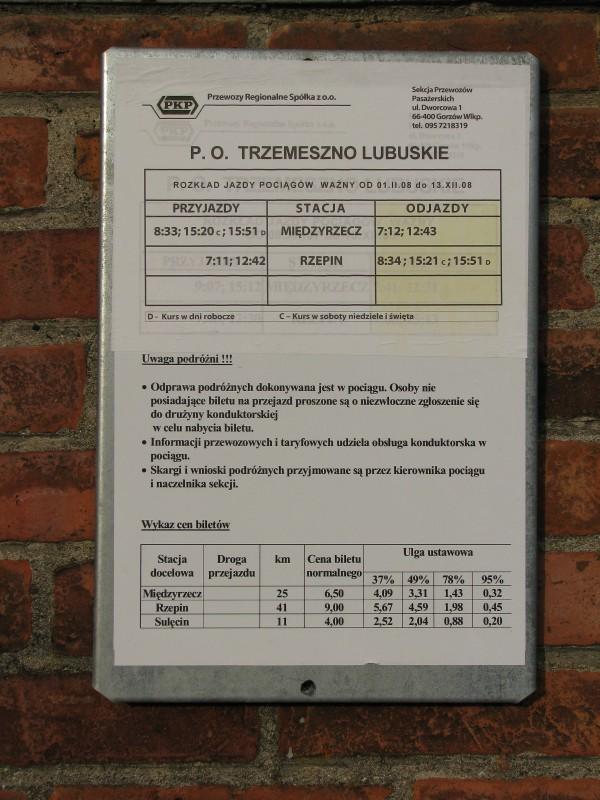 PKP
Przewozy Regionalne Spółka z o.o.
Sekcja Przewozów
Pasażerskich
ul. Dworcowa 1
66-400 Gorzów Wlkp.
tel. 095 7218319
P. O. TRZEMESZNO LUBUSKIE
ROZKŁAD JAZDY POCIĄGÓW WAŻNY OD 01.II.08 do 13.XII.08
PRZYJAZDY STACJA ODJAZDY
8:33; 15:20 C; 15:51 D MIĘDZYRZECZ 7:12; 12:43
7:11; 12:42 RZEPIN 8:34; 15:21 C; 15:51 D
D - Kurs w dni robocze C – Kurs w soboty niedziele i święta
Uwaga podróżni !!!
• Odprawa podróżnych dokonywana jest w pociągu. Osoby nie
posiadające biletu na przejazd proszone są o niezwłoczne zgłoszenie się
do drużyny konduktorskiej
w celu nabycia biletu.
• Informacji przewozowych i taryfowych udziela obsługa konduktorska w
pociągu.
• Skargi i wnioski podróżnych przyjmowane są przez kierownika pociągu
i naczelnika sekcji.
Wykaz cen biletów
Stacja docelowa Droga przejazdu km Cena biletu normalnego Ulga ustawowa
37% 49% 78% 95%
Międzyrzecz 25 6,50 4,09 3,31 1,43 0,32
Rzepin 41 9,00 5,67 4,59 1,98 0,45
Sulęcin 11 4,00 2,52 2,04 0,88 0,20